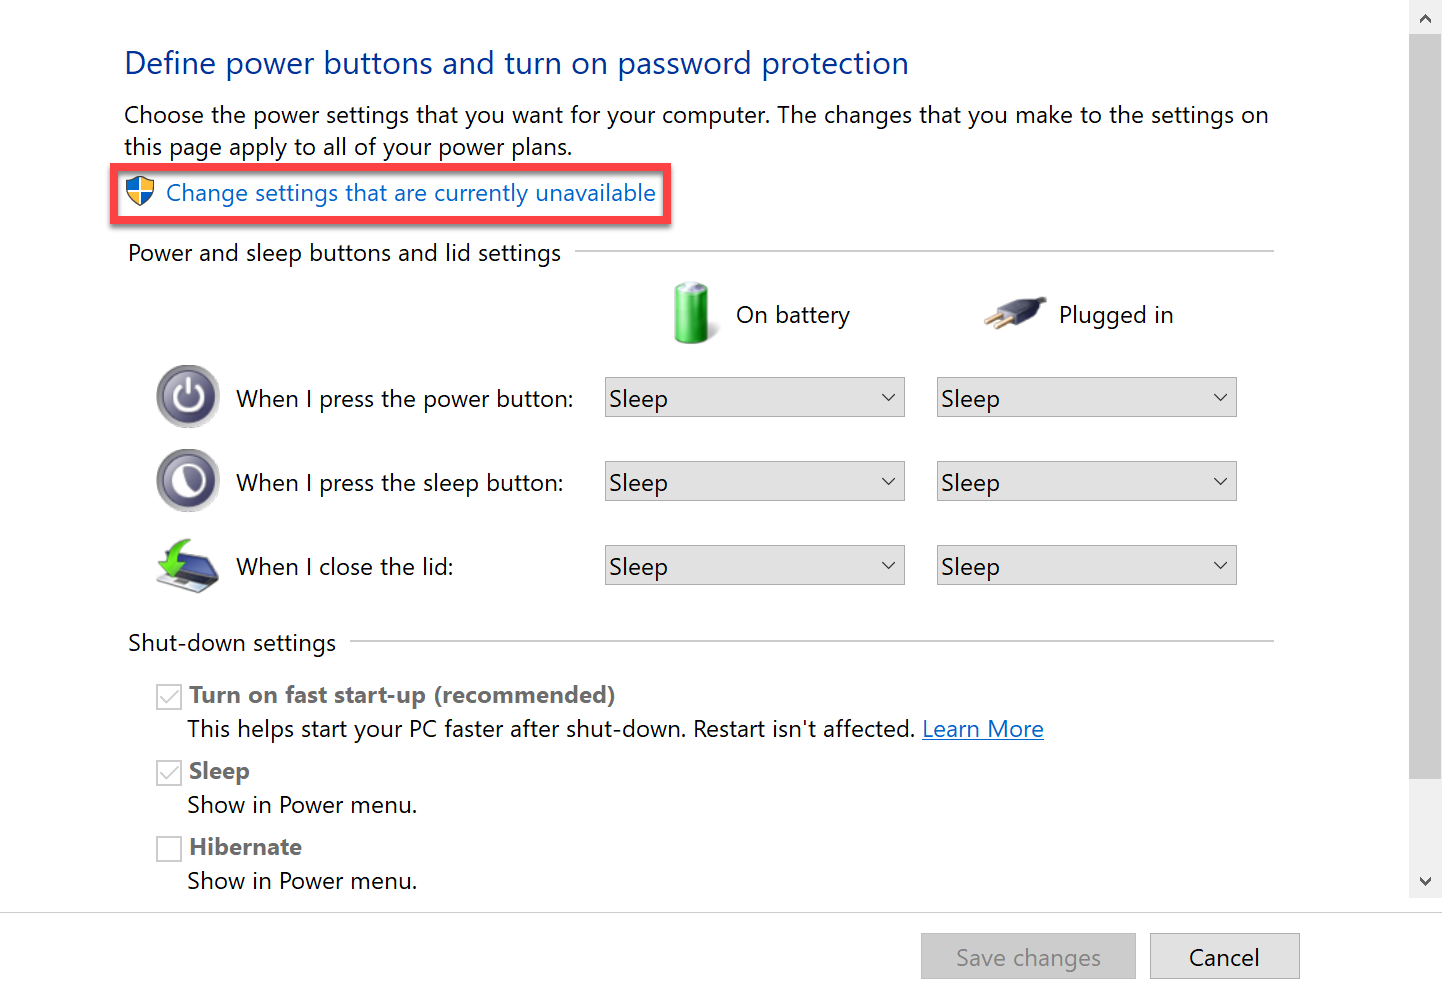 Define power buttons and turn on password protection
Choose the power settings that you want for your computer. The changes that you make to the settings on
this page apply to all of your power plans.
Change settings that are currently unavailable
Power and sleep buttons and lid settings
On battery
Plugged in
When I press the power button:
Sleep
Sleep
When I press the sleep button:
Sleep
Sleep
When I close the lid:
Sleep
Sleep
Shut-down settings
Turn on fast start-up (recommended)
This helps start your PC faster after shut-down. Restart isn't affected. Learn More
Sleep
Show in Power menu.
Hibernate
Show in Power menu.
Save changes
Cancel